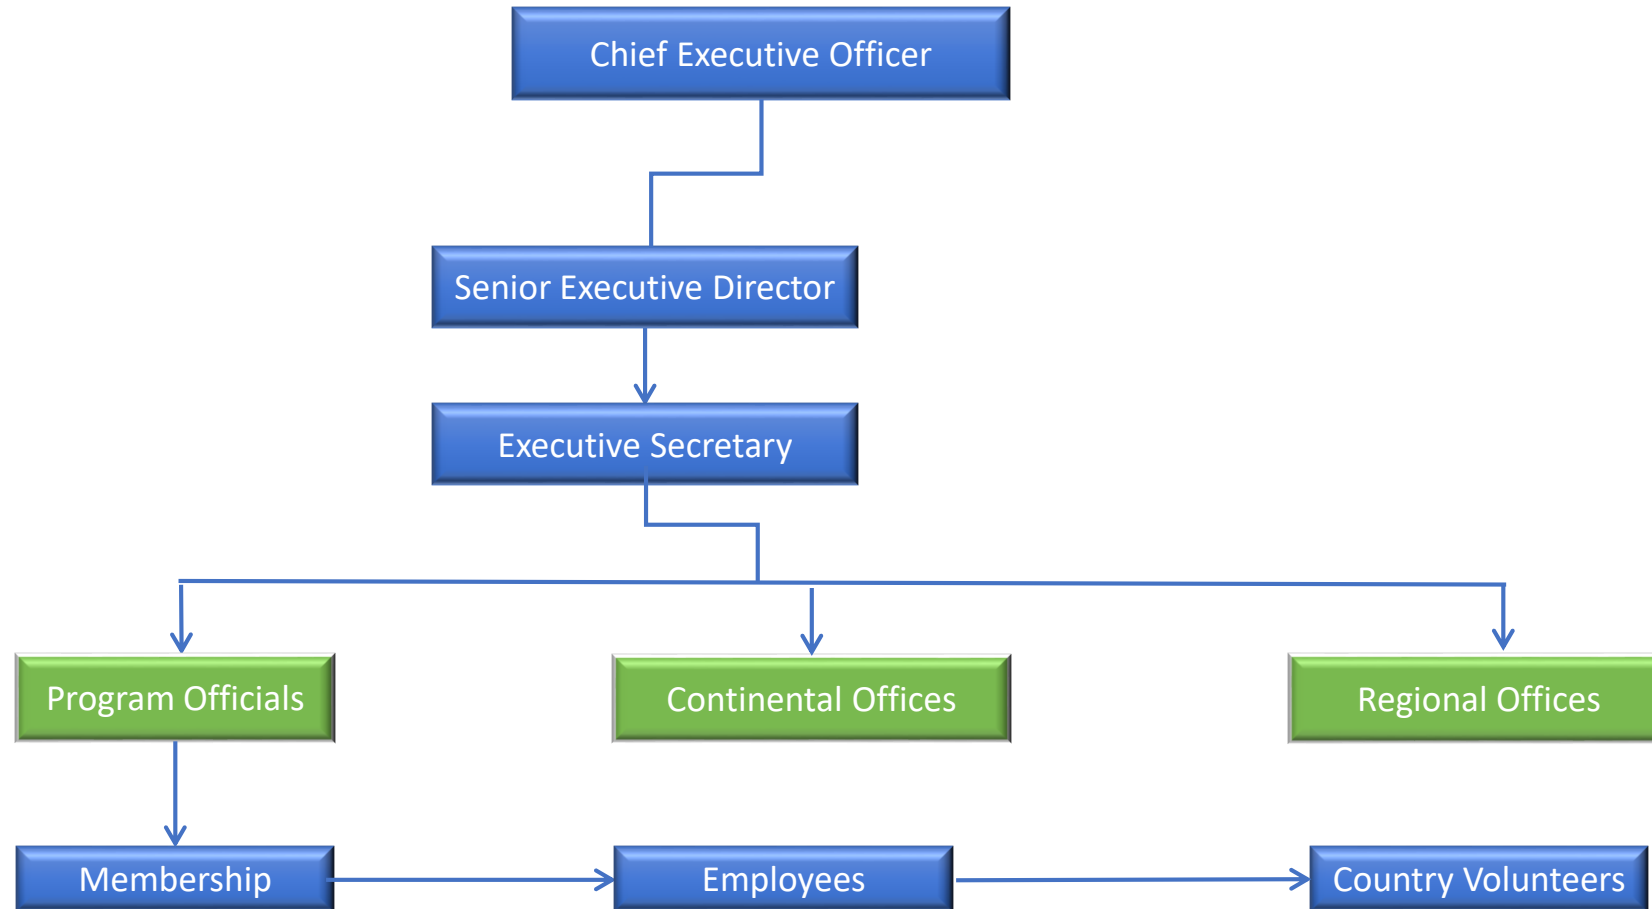 Chief Executive Officer
Senior Executive Director
Executive Secretary
Program Officials
Continental Offices
Regional Offices
Membership
Employees
Country Volunteers